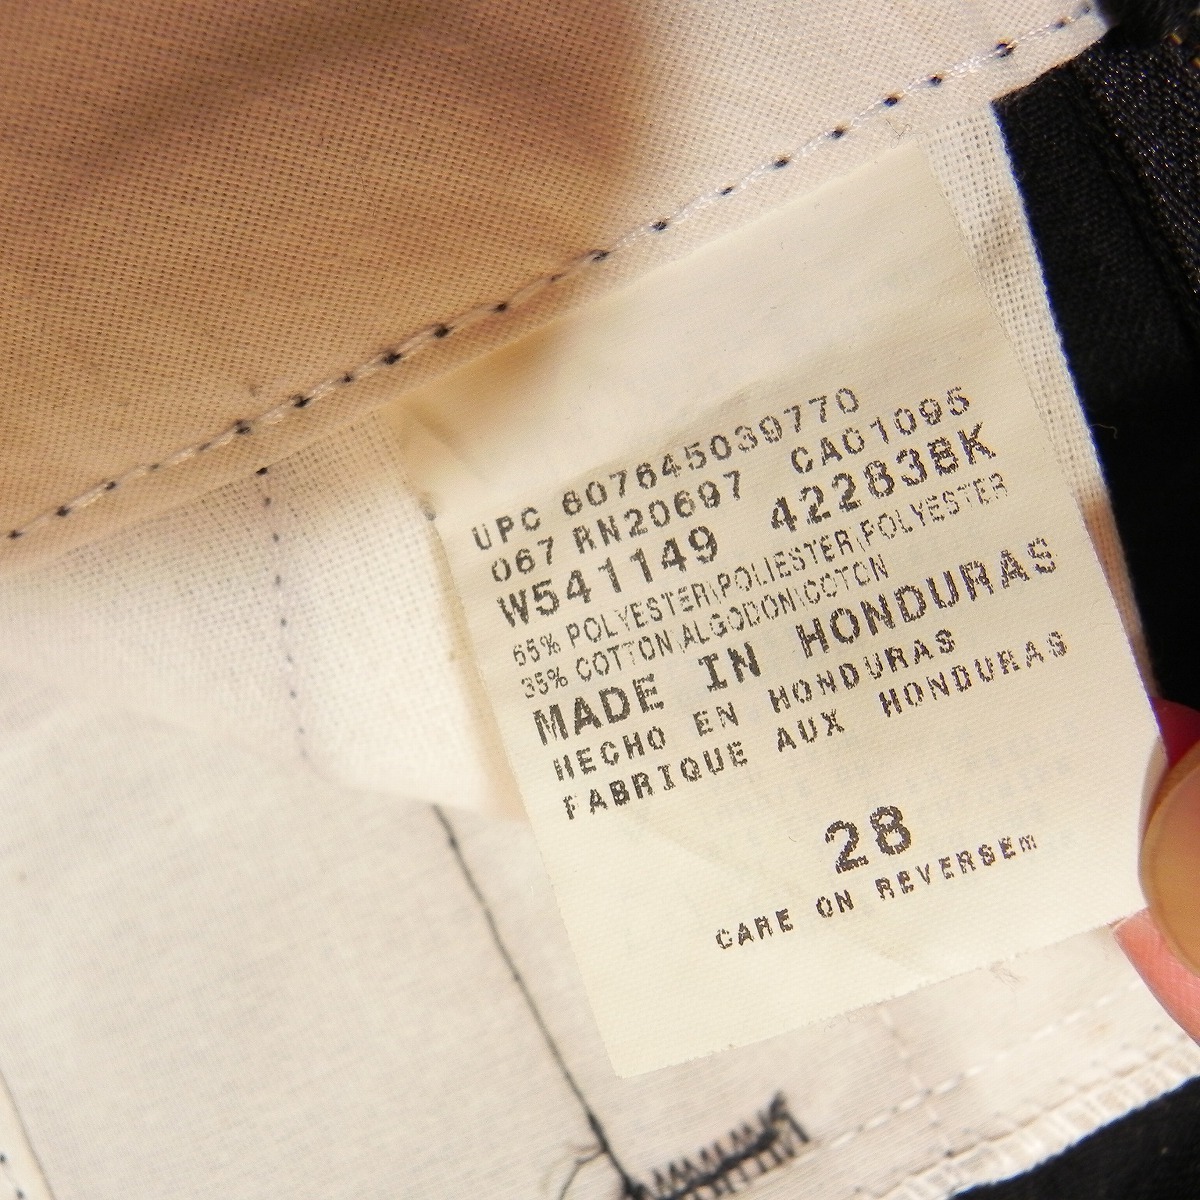 UPC 607645039770
067 RN20697 CA01095
W541149 42283BK
65% POLYESTER\POLIESTER\POLYESTER
35% COTTON\ALGODON\COTON
MADE IN HONDURAS
HECHO EN HONDURAS
FABRIQUE AUX HONDURAS
28
CARE ON REVERSEm